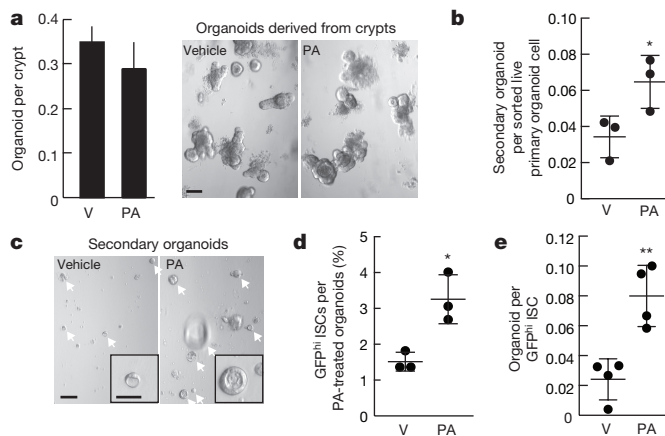 a
0.4
0.3
0.2
0.1
0
Organoid per crypt
V PA
Organoids derived from crypts
Vehicle
PA
b
0.10
0.08
0.06
0.04
0.02
0
Secondary organoid
per sorted live
primary organoid cell
*
V PA
c
Secondary organoids
Vehicle
PA
d
5
4
3
2
1
0
GFPhi ISCs per
PA-treated organoids (%)
*
V PA
e
0.12
0.10
0.08
0.06
0.04
0.02
0
Organoid per
GFPhi ISC
**
V PA